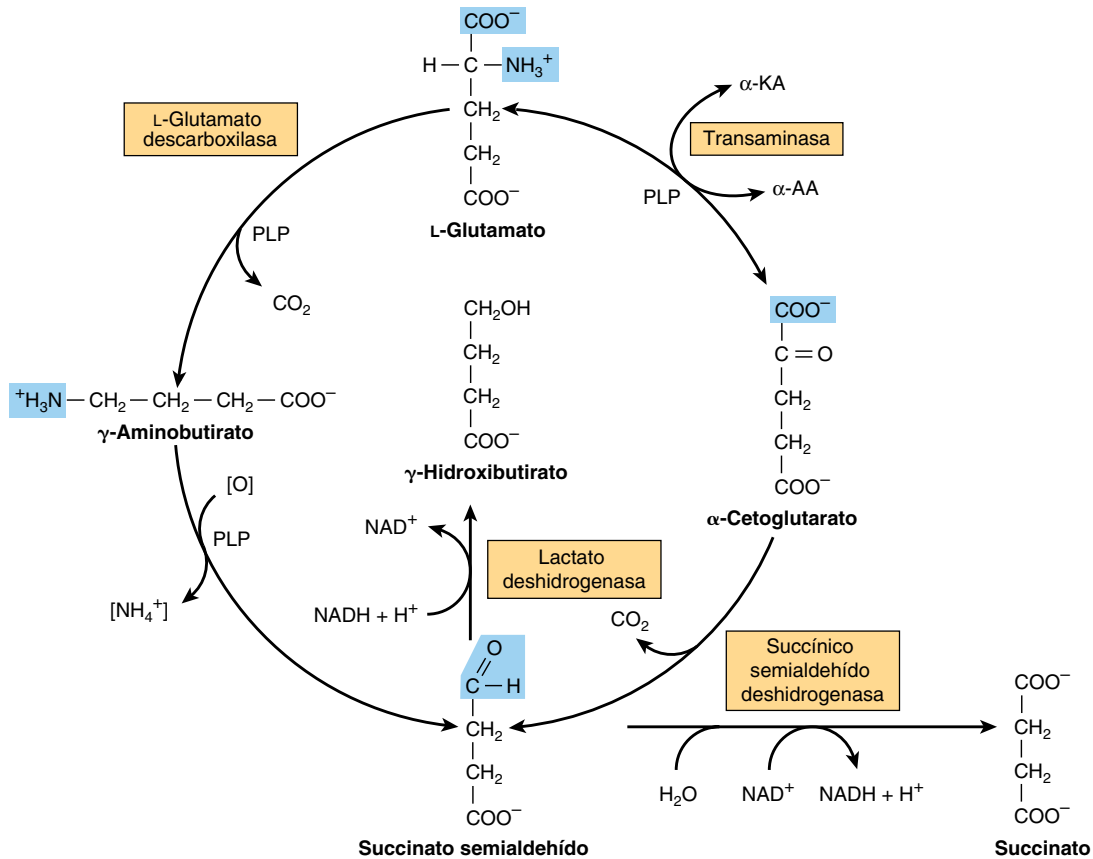 COO⁻
H — C — NH₃⁺
CH₂
CH₂
COO⁻
L-Glutamato
L-Glutamato
descarboxilasa
PLP
CO₂
α-KA
Transaminasa
PLP
α-AA
CH₂OH
CH₂
CH₂
COO⁻
γ-Hidroxibutirato
COO⁻
C = O
CH₂
CH₂
COO⁻
α-Cetoglutarato
⁺H₃N — CH₂ — CH₂ — CH₂ — COO⁻
γ-Aminobutirato
[O]
PLP
[NH₄⁺]
NAD⁺
NADH + H⁺
Lactato
deshidrogenasa
CO₂
O
C — H
CH₂
CH₂
COO⁻
Succinato semialdehído
Succínico
semialdehído
deshidrogenasa
H₂O
NAD⁺
NADH + H⁺
COO⁻
CH₂
CH₂
COO⁻
Succinato